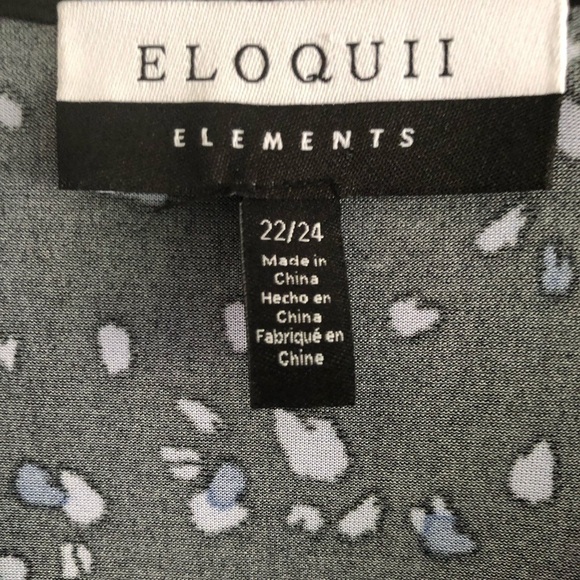 ELOQUII
ELEMENTS
22/24
Made in
China
Hecho en
China
Fabriqué en
Chine